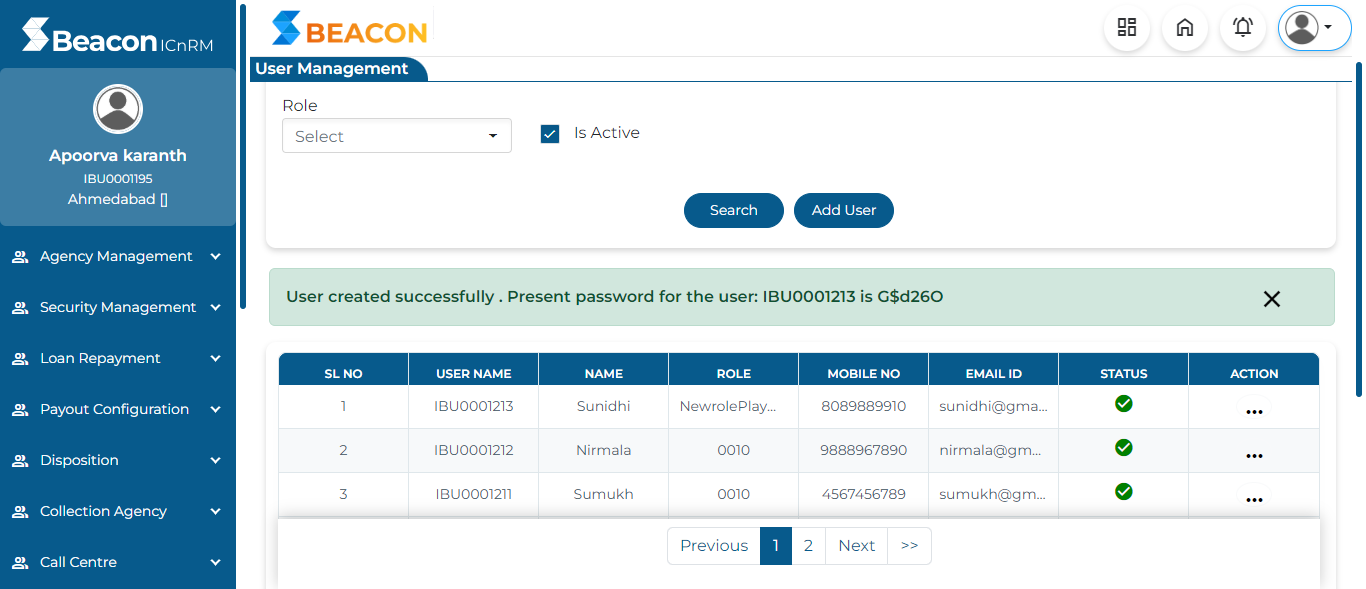 Beacon ICnRM
Apoorva karanth
IBU0001195
Ahmedabad []
Agency Management
Security Management
Loan Repayment
Payout Configuration
Disposition
Collection Agency
Call Centre
BEACON
User Management
Role
Select
Is Active
Search Add User
User created successfully . Present password for the user: IBU0001213 is G$d26O
SL NO USER NAME NAME ROLE MOBILE NO EMAIL ID STATUS ACTION
1 IBU0001213 Sunidhi NewrolePlay... 8089889910 sunidhi@gma... ...
2 IBU0001212 Nirmala 0010 9888967890 nirmala@gm... ...
3 IBU0001211 Sumukh 0010 4567456789 sumukh@gm... ...
Previous 1 2 Next >>